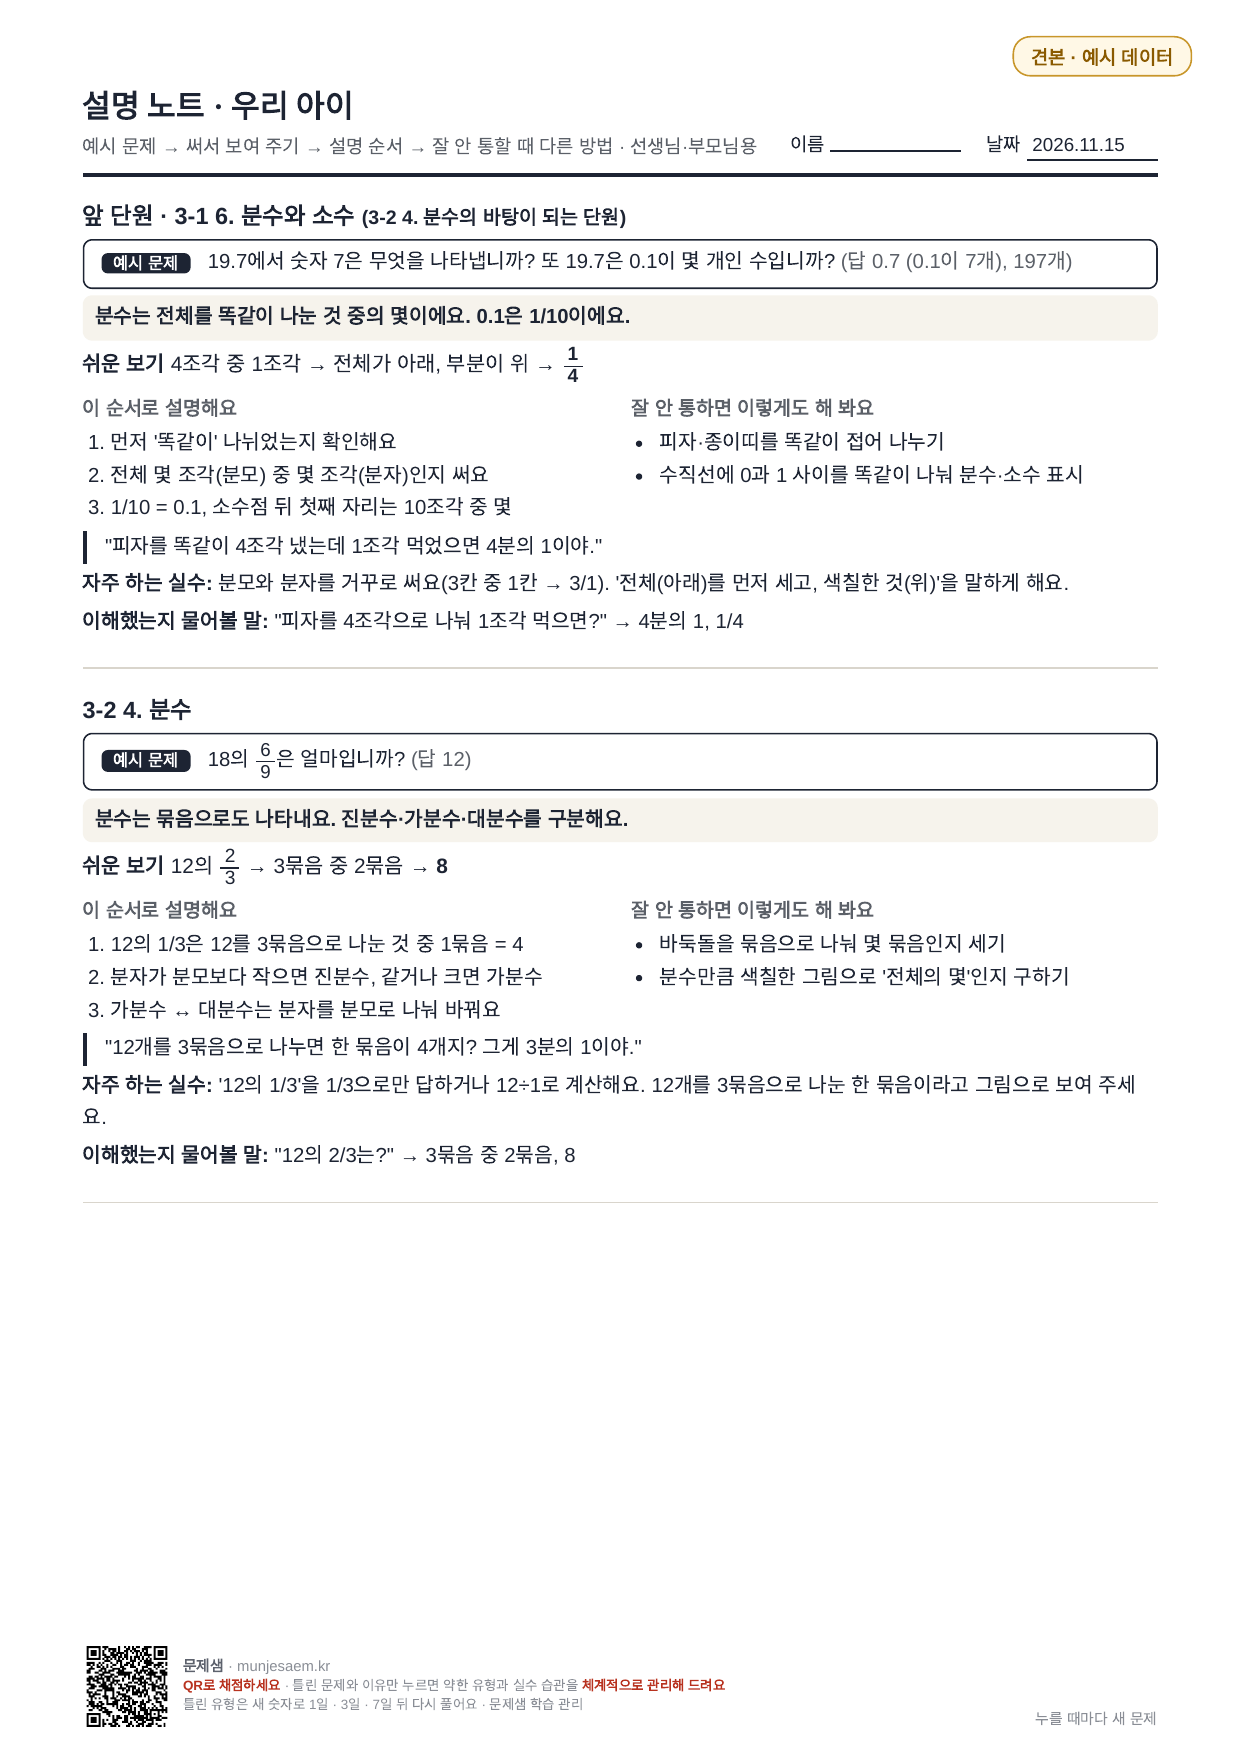 견본 · 예시 데이터
설명 노트 · 우리 아이
예시 문제 → 써서 보여 주기 → 설명 순서 → 잘 안 통할 때 다른 방법 · 선생님·부모님용 이름 날짜 2026.11.15
앞 단원 · 3-1 6. 분수와 소수 (3-2 4. 분수의 바탕이 되는 단원)
예시 문제 19.7에서 숫자 7은 무엇을 나타냅니까? 또 19.7은 0.1이 몇 개인 수입니까? (답 0.7 (0.1이 7개), 197개)
분수는 전체를 똑같이 나눈 것 중의 몇이에요. 0.1은 1/10이에요.
쉬운 보기 4조각 중 1조각 → 전체가 아래, 부분이 위 → 1/4
이 순서로 설명해요
1. 먼저 '똑같이' 나뉘었는지 확인해요
2. 전체 몇 조각(분모) 중 몇 조각(분자)인지 써요
3. 1/10 = 0.1, 소수점 뒤 첫째 자리는 10조각 중 몇
잘 안 통하면 이렇게도 해 봐요
• 피자·종이띠를 똑같이 접어 나누기
• 수직선에 0과 1 사이를 똑같이 나눠 분수·소수 표시
"피자를 똑같이 4조각 냈는데 1조각 먹었으면 4분의 1이야."
자주 하는 실수: 분모와 분자를 거꾸로 써요(3칸 중 1칸 → 3/1). '전체(아래)를 먼저 세고, 색칠한 것(위)'을 말하게 해요.
이해했는지 물어볼 말: "피자를 4조각으로 나눠 1조각 먹으면?" → 4분의 1, 1/4
3-2 4. 분수
예시 문제 18의 6/9은 얼마입니까? (답 12)
분수는 묶음으로도 나타내요. 진분수·가분수·대분수를 구분해요.
쉬운 보기 12의 2/3 → 3묶음 중 2묶음 → 8
이 순서로 설명해요
1. 12의 1/3은 12를 3묶음으로 나눈 것 중 1묶음 = 4
2. 분자가 분모보다 작으면 진분수, 같거나 크면 가분수
3. 가분수 ↔ 대분수는 분자를 분모로 나눠 바꿔요
잘 안 통하면 이렇게도 해 봐요
• 바둑돌을 묶음으로 나눠 몇 묶음인지 세기
• 분수만큼 색칠한 그림으로 '전체의 몇'인지 구하기
"12개를 3묶음으로 나누면 한 묶음이 4개지? 그게 3분의 1이야."
자주 하는 실수: '12의 1/3'을 1/3으로만 답하거나 12÷1로 계산해요. 12개를 3묶음으로 나눈 한 묶음이라고 그림으로 보여 주세
요.
이해했는지 물어볼 말: "12의 2/3는?" → 3묶음 중 2묶음, 8
문제샘 · munjesaem.kr
QR로 채점하세요 · 틀린 문제와 이유만 누르면 약한 유형과 실수 습관을 체계적으로 관리해 드려요
틀린 유형은 새 숫자로 1일 · 3일 · 7일 뒤 다시 풀어요 · 문제샘 학습 관리
누를 때마다 새 문제